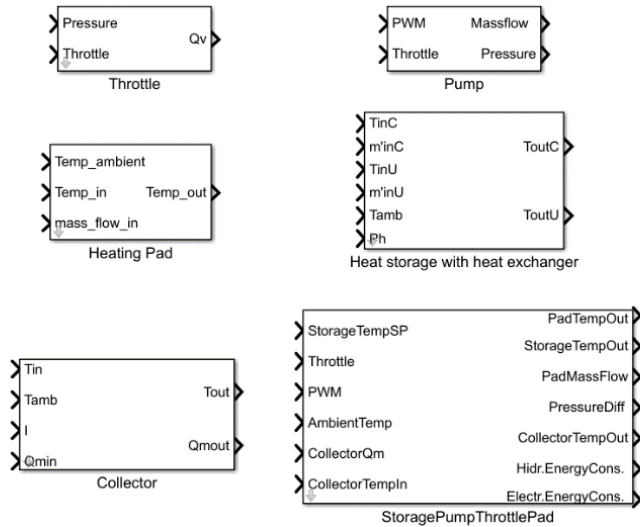 Pressure
Throttle
Qv
Throttle
PWM
Throttle
Massflow
Pressure
Pump
Temp_ambient
Temp_in
mass_flow_in
Temp_out
Heating Pad
TinC
m'inC
TinU
m'inU
Tamb
Ph
ToutC
ToutU
Heat storage with heat exchanger
Tin
Tamb
I
Qmin
Tout
Qmout
Collector
StorageTempSP
Throttle
PWM
AmbientTemp
CollectorQm
CollectorTempIn
PadTempOut
StorageTempOut
PadMassFlow
PressureDiff
CollectorTempOut
Hidr.EnergyCons.
Electr.EnergyCons.
StoragePumpThrottlePad